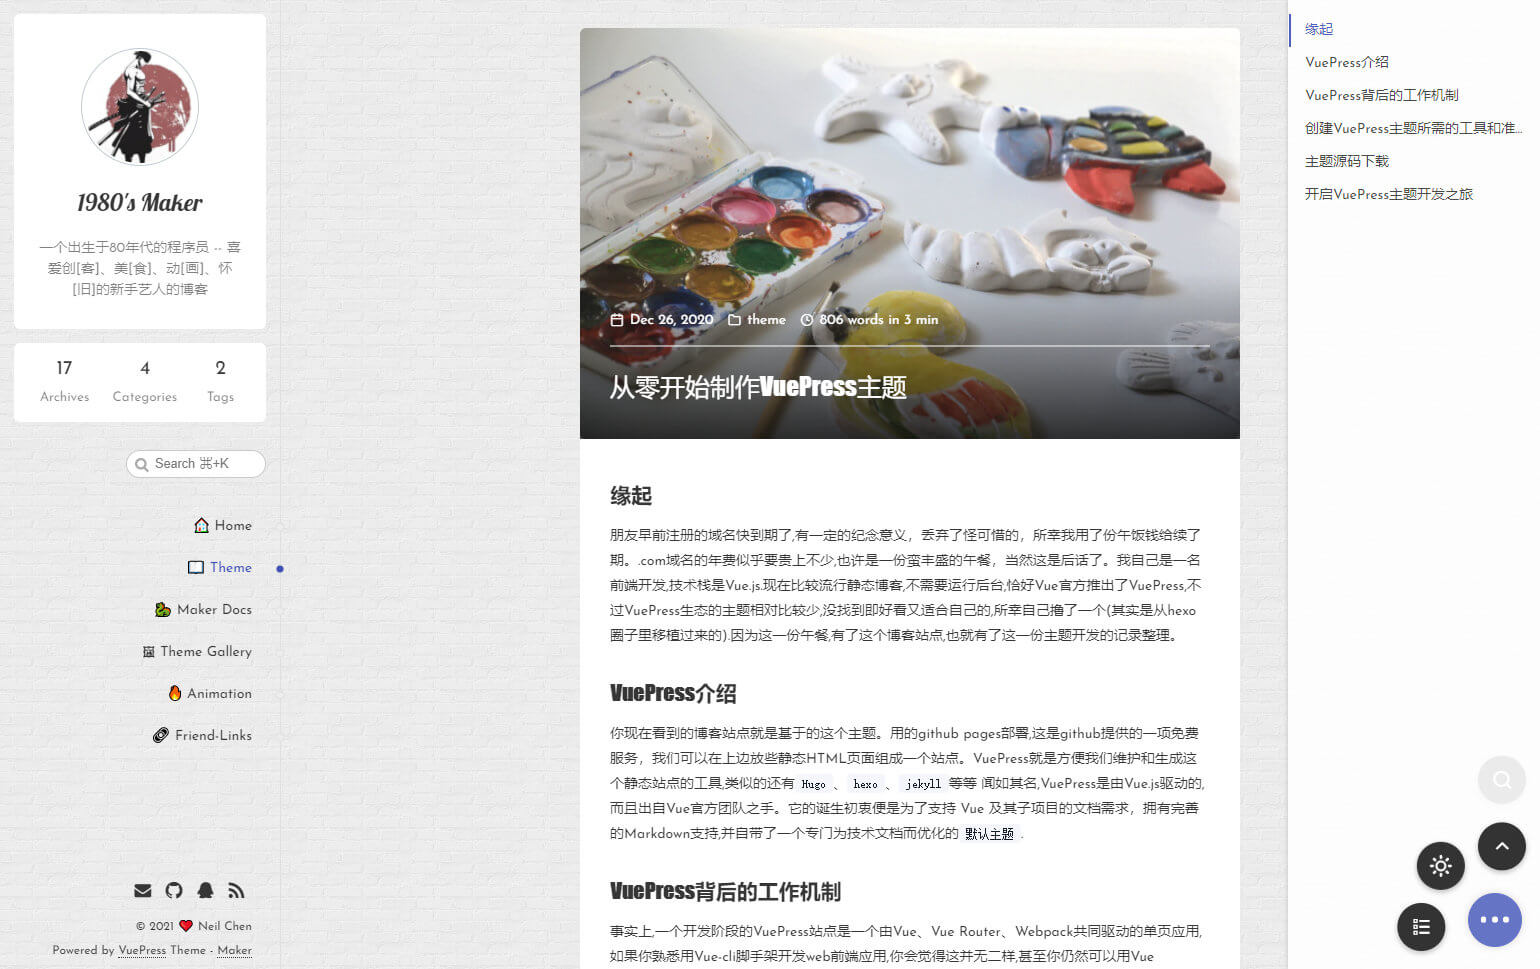 1980's Maker
一个出生于80年代的程序员 -- 喜
爱创[客]、美[食]、动[画]、怀
[旧]的新手艺人的博客
17 4 2
Archives Categories Tags
Search ⌘+K
Home
Theme
Maker Docs
Theme Gallery
Animation
Friend-Links
© 2021 ❤ Neil Chen
Powered by VuePress Theme - Maker
Dec 26, 2020 theme 806 words in 3 min
从零开始制作VuePress主题
缘起
朋友早前注册的域名快到期了,有一定的纪念意义，丢弃了怪可惜的，所幸我用了份午饭钱给续了
期。.com域名的年费似乎要贵上不少,也许是一份蛮丰盛的午餐，当然这是后话了。我自己是一名
前端开发,技术栈是Vue.js.现在比较流行静态博客,不需要运行后台,恰好Vue官方推出了VuePress,不
过VuePress生态的主题相对比较少,没找到即好看又适合自己的,所幸自己撸了一个(其实是从hexo
圈子里移植过来的).因为这一份午餐,有了这个博客站点,也就有了这一份主题开发的记录整理。
VuePress介绍
你现在看到的博客站点就是基于的这个主题。用的github pages部署,这是github提供的一项免费
服务，我们可以在上边放些静态HTML页面组成一个站点。VuePress就是方便我们维护和生成这
个静态站点的工具,类似的还有 Hugo 、 hexo 、 jekyll 等等 闻如其名,VuePress是由Vue.js驱动的,
而且出自Vue官方团队之手。它的诞生初衷便是为了支持 Vue 及其子项目的文档需求，拥有完善
的Markdown支持,并自带了一个专门为技术文档而优化的 默认主题 .
VuePress背后的工作机制
事实上,一个开发阶段的VuePress站点是一个由Vue、Vue Router、Webpack共同驱动的单页应用,
如果你熟悉用Vue-cli脚手架开发web前端应用,你会觉得这并无二样,甚至你仍然可以用Vue
缘起
VuePress介绍
VuePress背后的工作机制
创建VuePress主题所需的工具和准...
主题源码下载
开启VuePress主题开发之旅